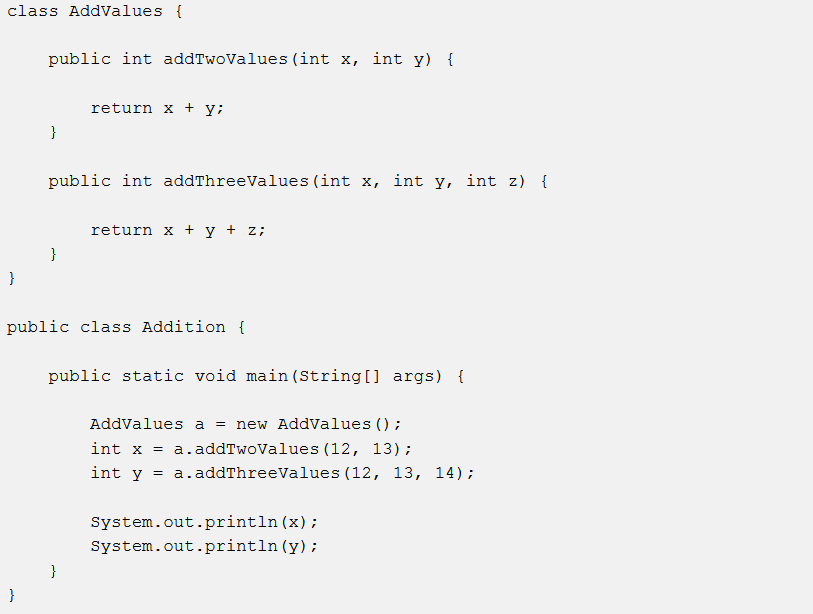 class AddValues {
    public int addTwoValues(int x, int y) {
        return x + y;
    }
    public int addThreeValues(int x, int y, int z) {
        return x + y + z;
    }
}
public class Addition {
    public static void main(String[] args) {
        AddValues a = new AddValues();
        int x = a.addTwoValues(12, 13);
        int y = a.addThreeValues(12, 13, 14);
        System.out.println(x);
        System.out.println(y);
    }
}